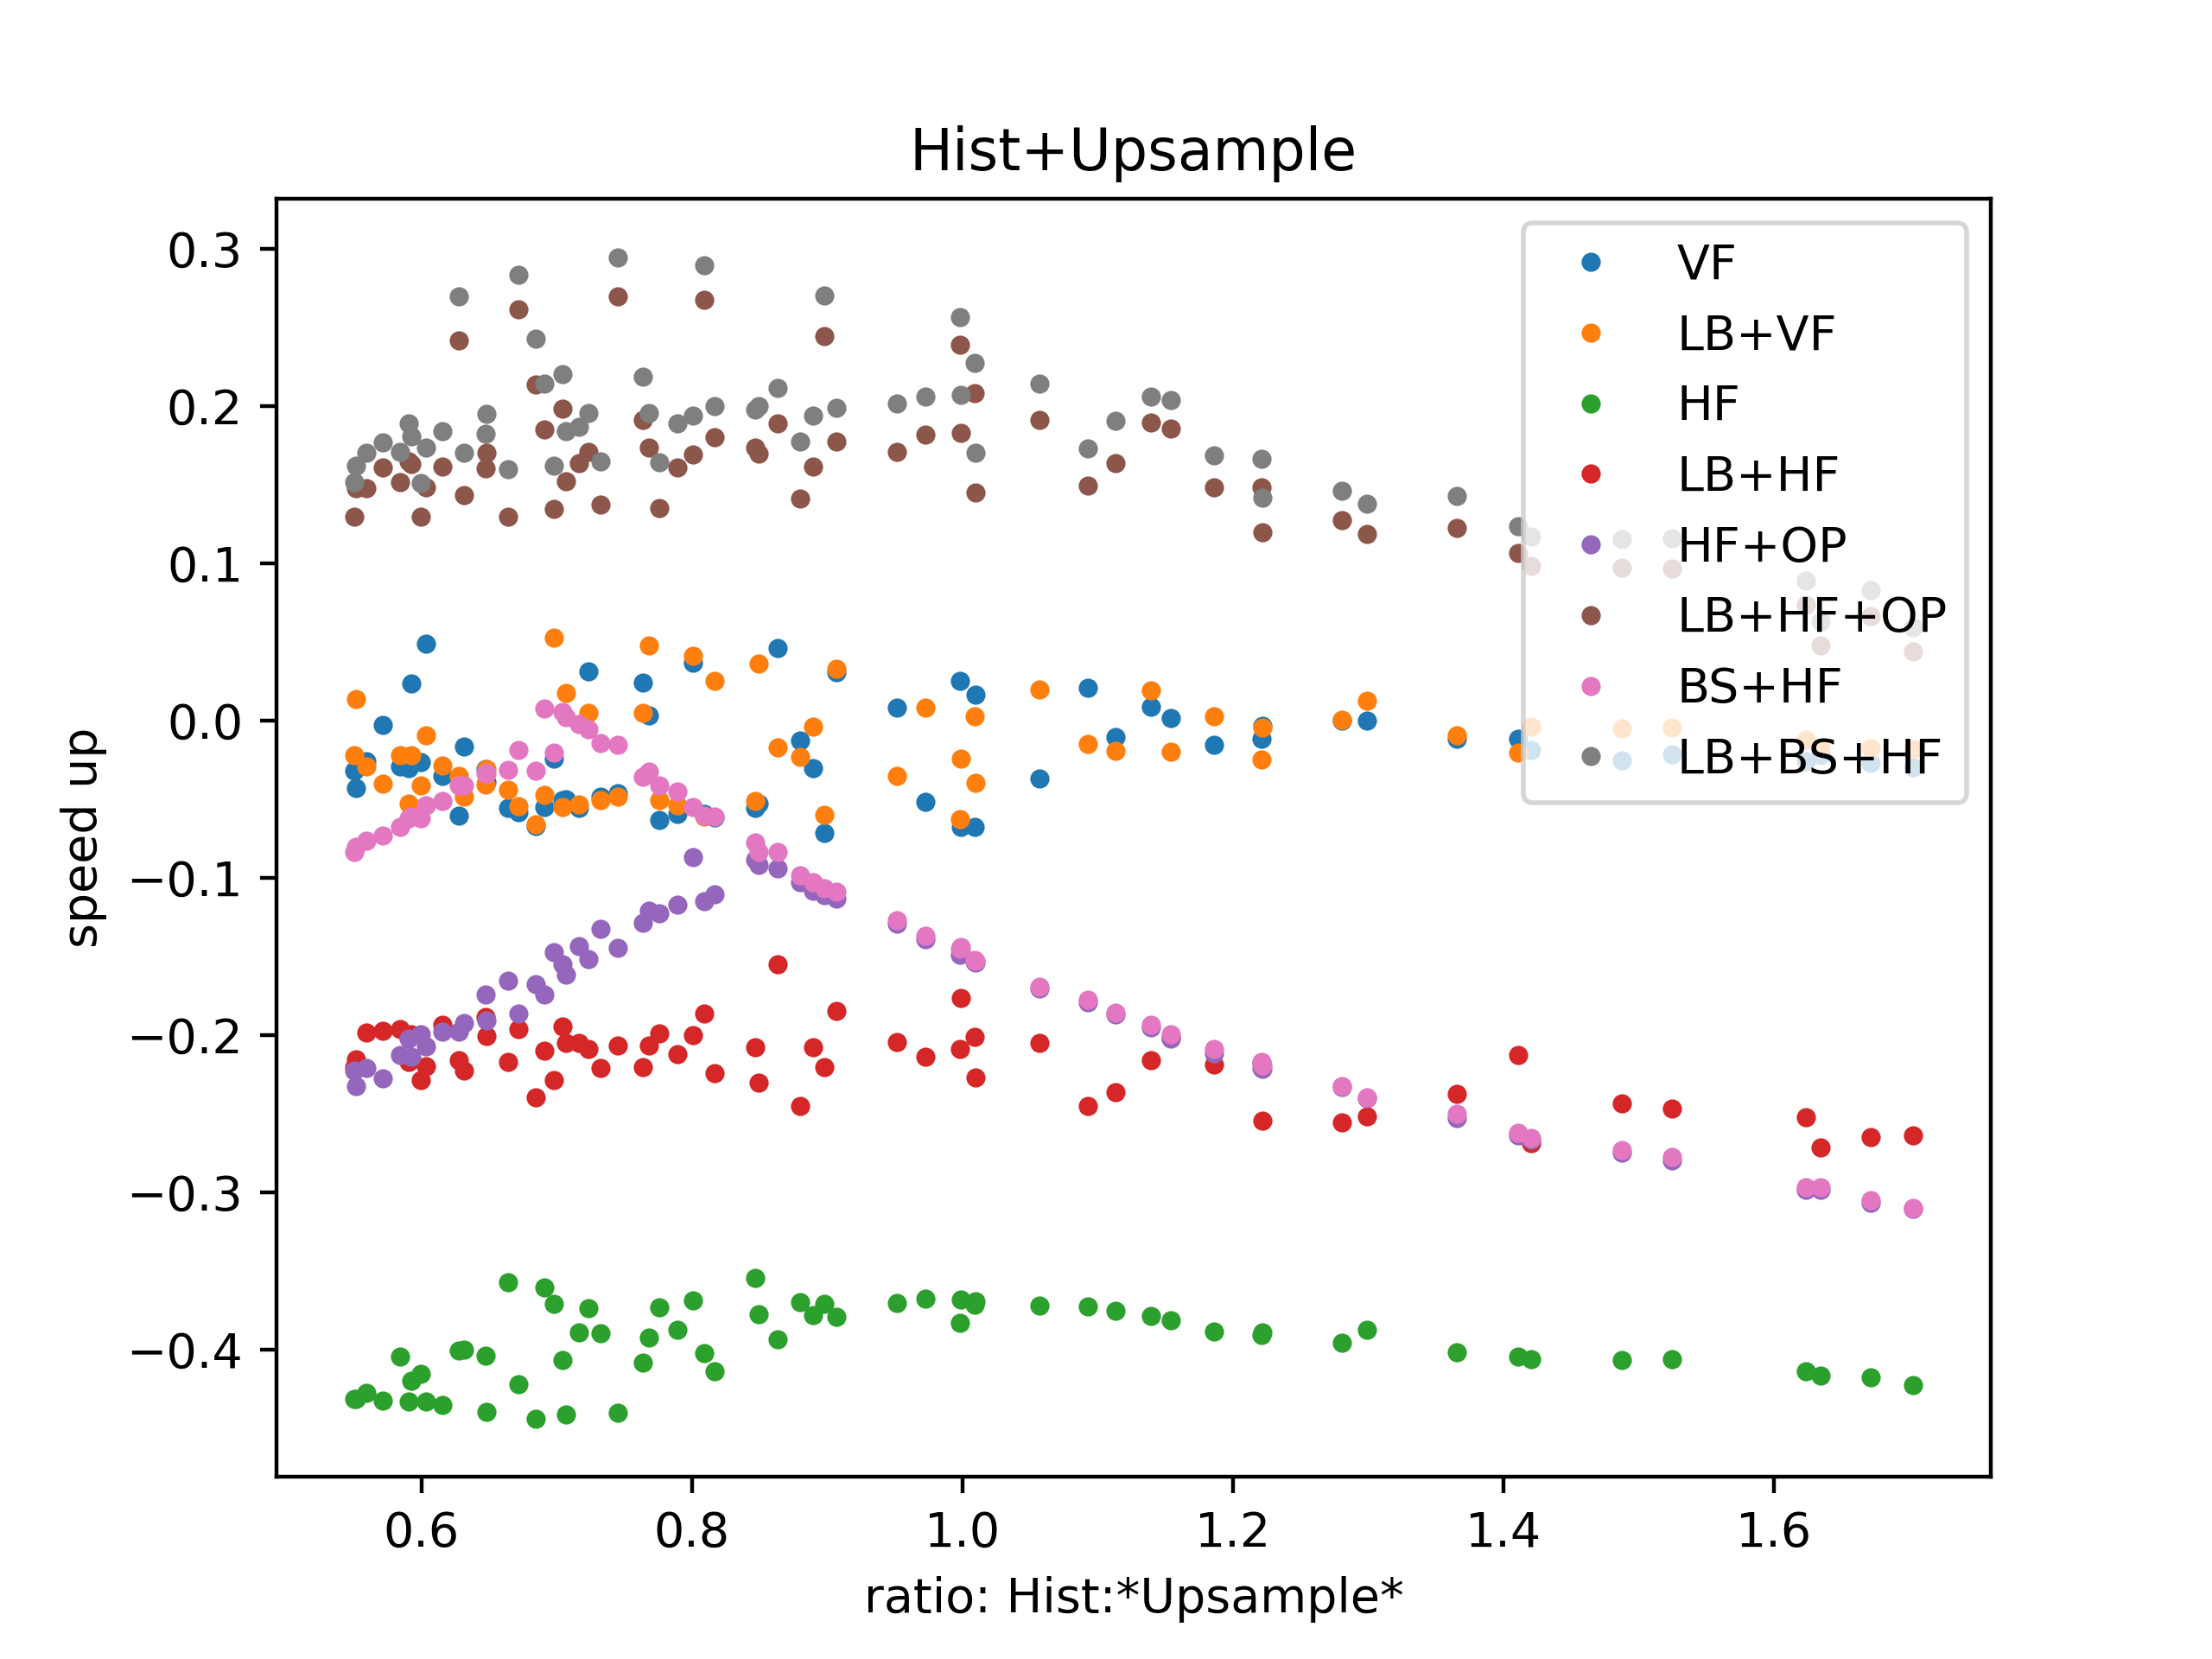 Hist+Upsample
0.3
0.2
0.1
0.0
−0.1
−0.2
−0.3
−0.4
speed up
VF
LB+VF
HF
LB+HF
HF+OP
LB+HF+OP
BS+HF
LB+BS+HF
0.6 0.8 1.0 1.2 1.4 1.6
ratio: Hist:*Upsample*